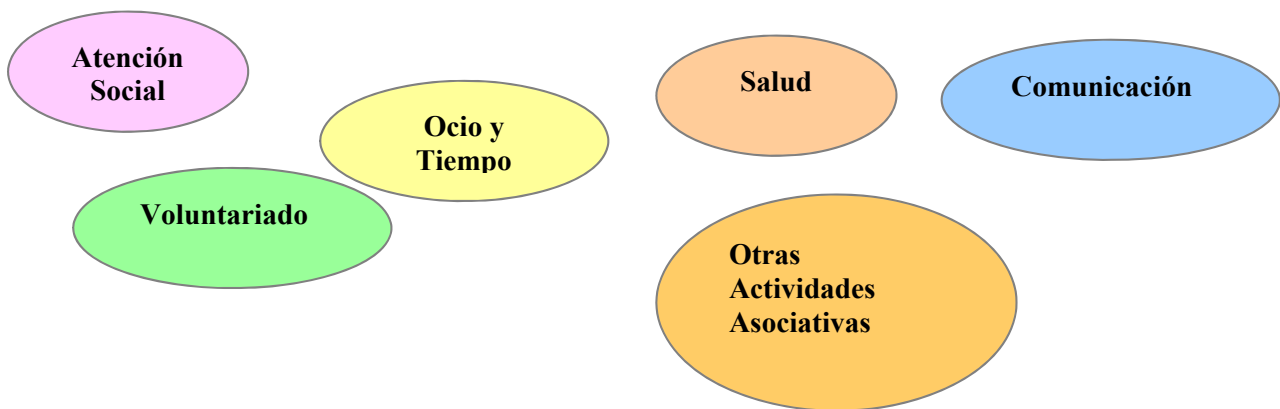 Atención
Social
Ocio y
Tiempo
Voluntariado
Salud
Comunicación
Otras
Actividades
Asociativas